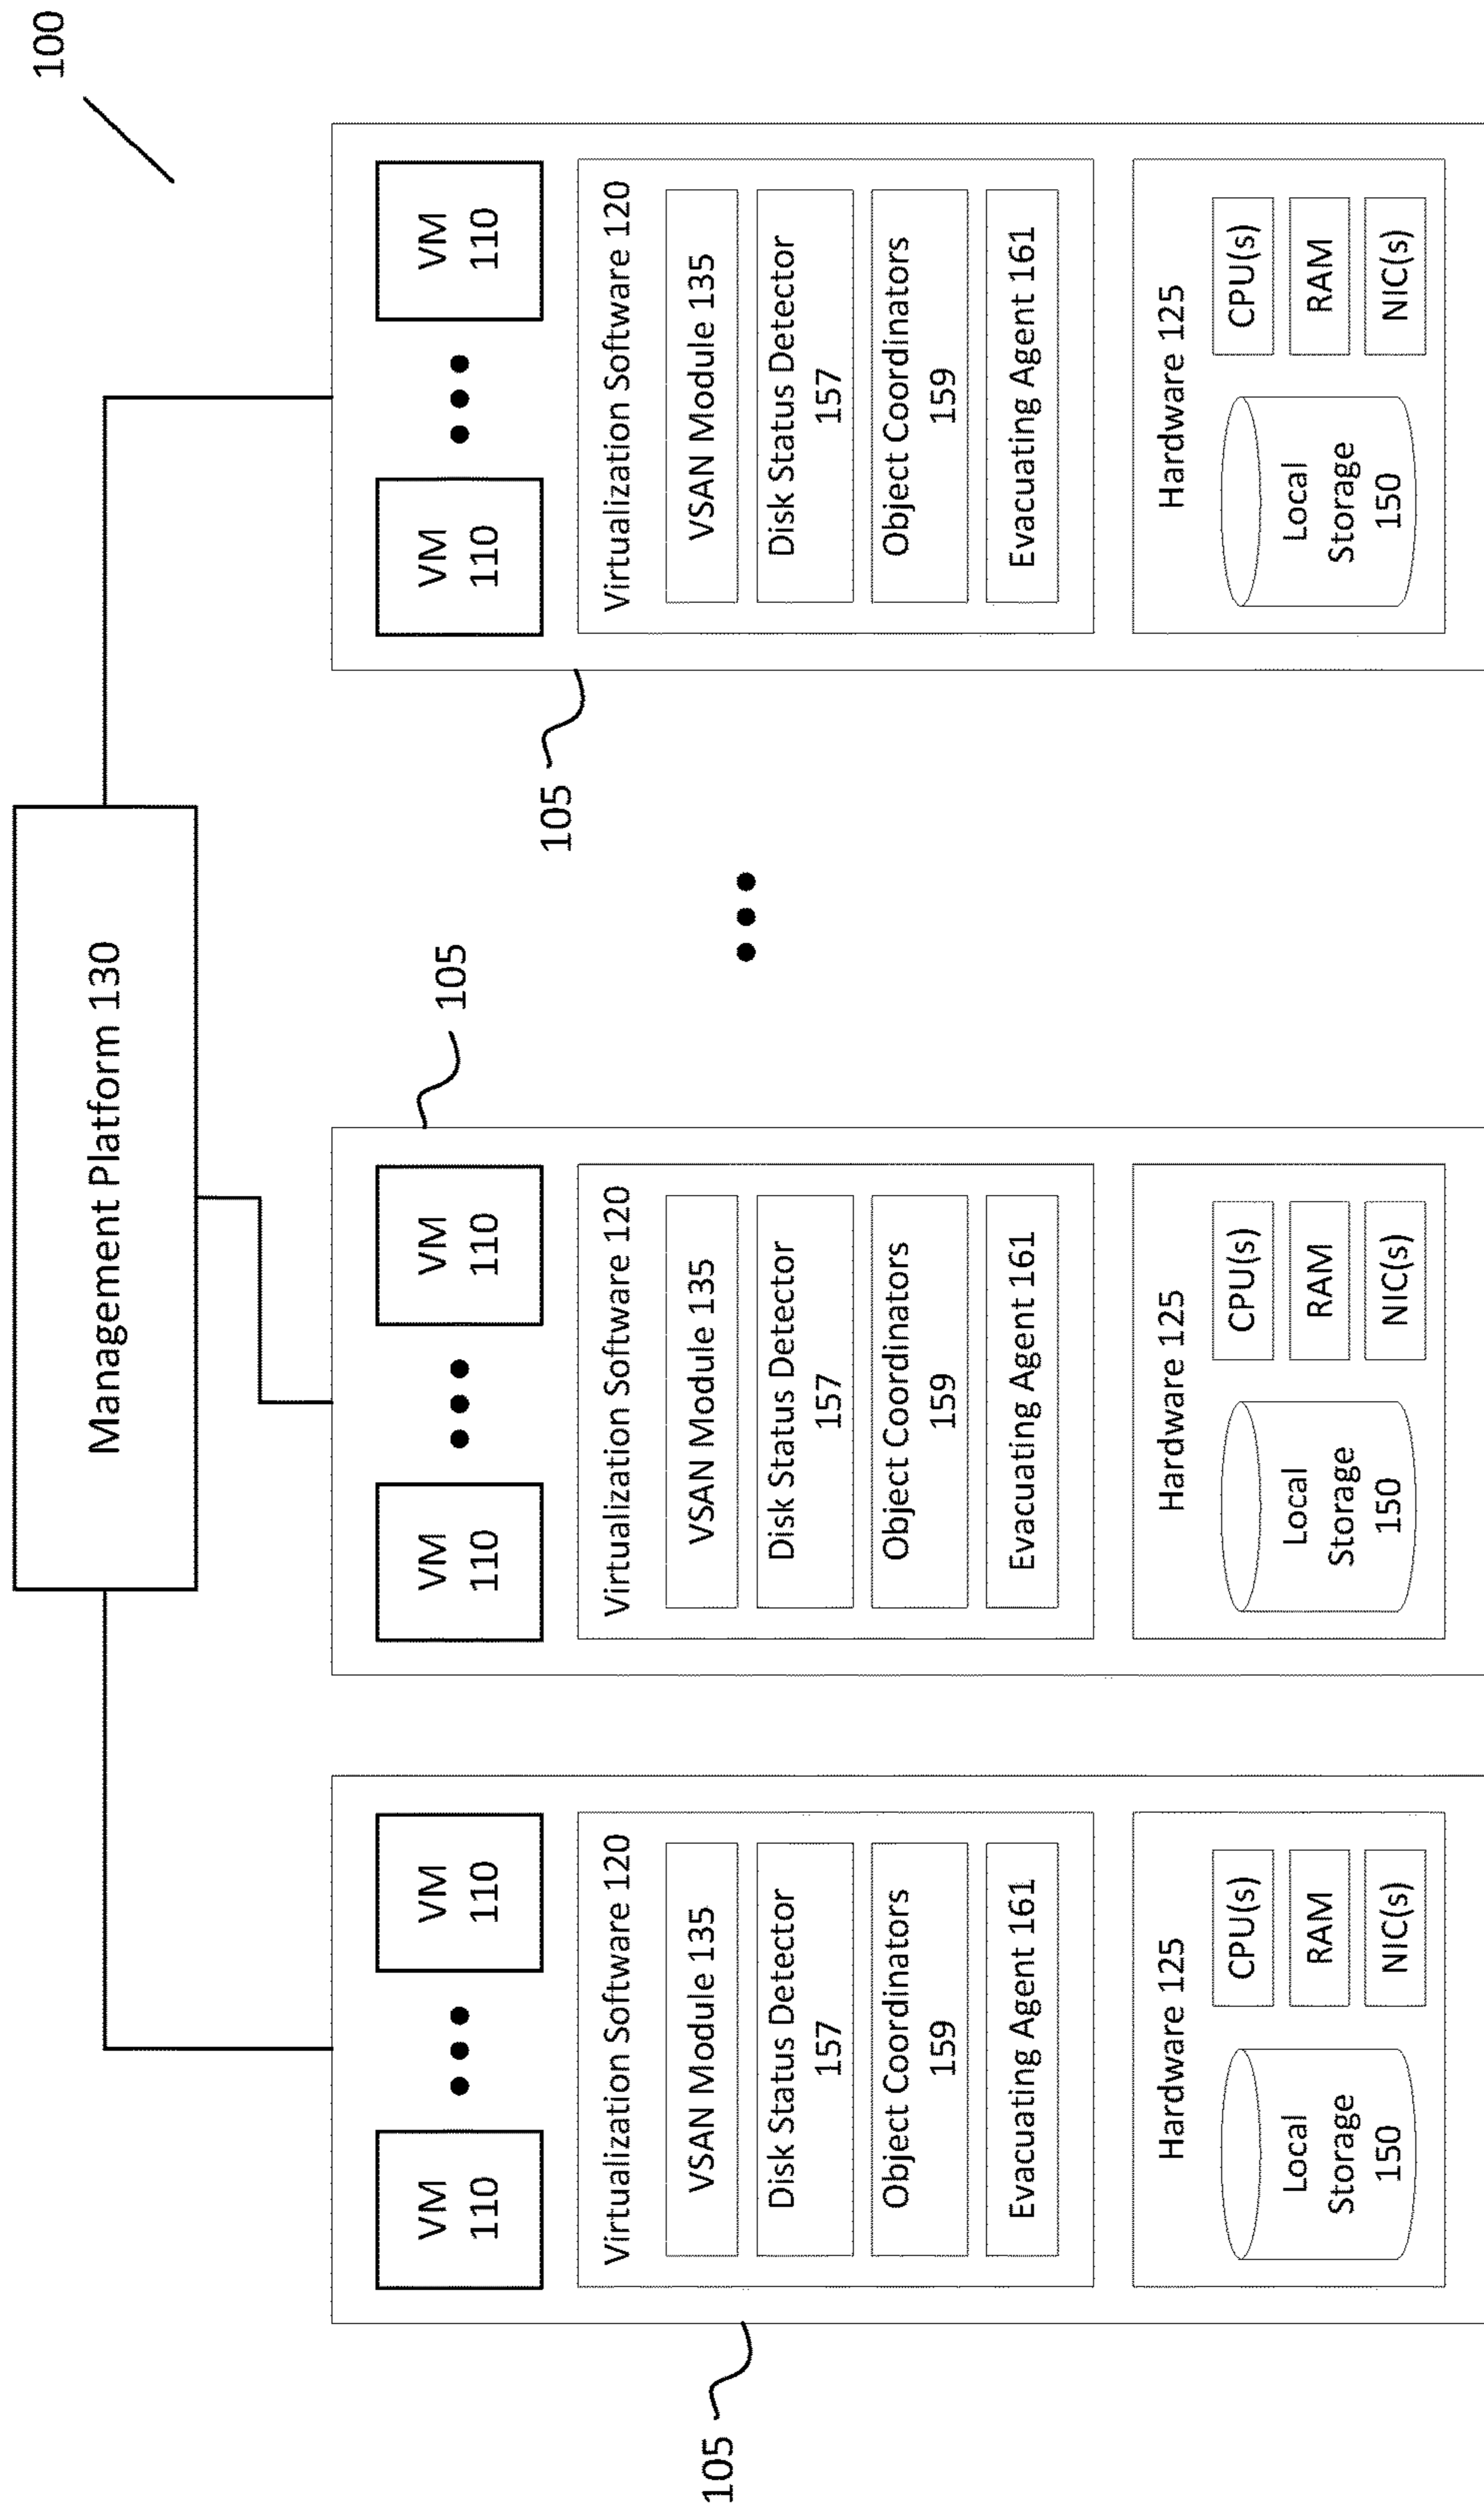 100
Management Platform 130
105
105
105
VM
110
VM
110
Virtualization Software 120
VSAN Module 135
Disk Status Detector
157
Object Coordinators
159
Evacuating Agent 161
Hardware 125
Local
Storage
150
CPU(s)
RAM
NIC(s)
VM
110
VM
110
Virtualization Software 120
VSAN Module 135
Disk Status Detector
157
Object Coordinators
159
Evacuating Agent 161
Hardware 125
Local
Storage
150
CPU(s)
RAM
NIC(s)
VM
110
VM
110
Virtualization Software 120
VSAN Module 135
Disk Status Detector
157
Object Coordinators
159
Evacuating Agent 161
Hardware 125
Local
Storage
150
CPU(s)
RAM
NIC(s)